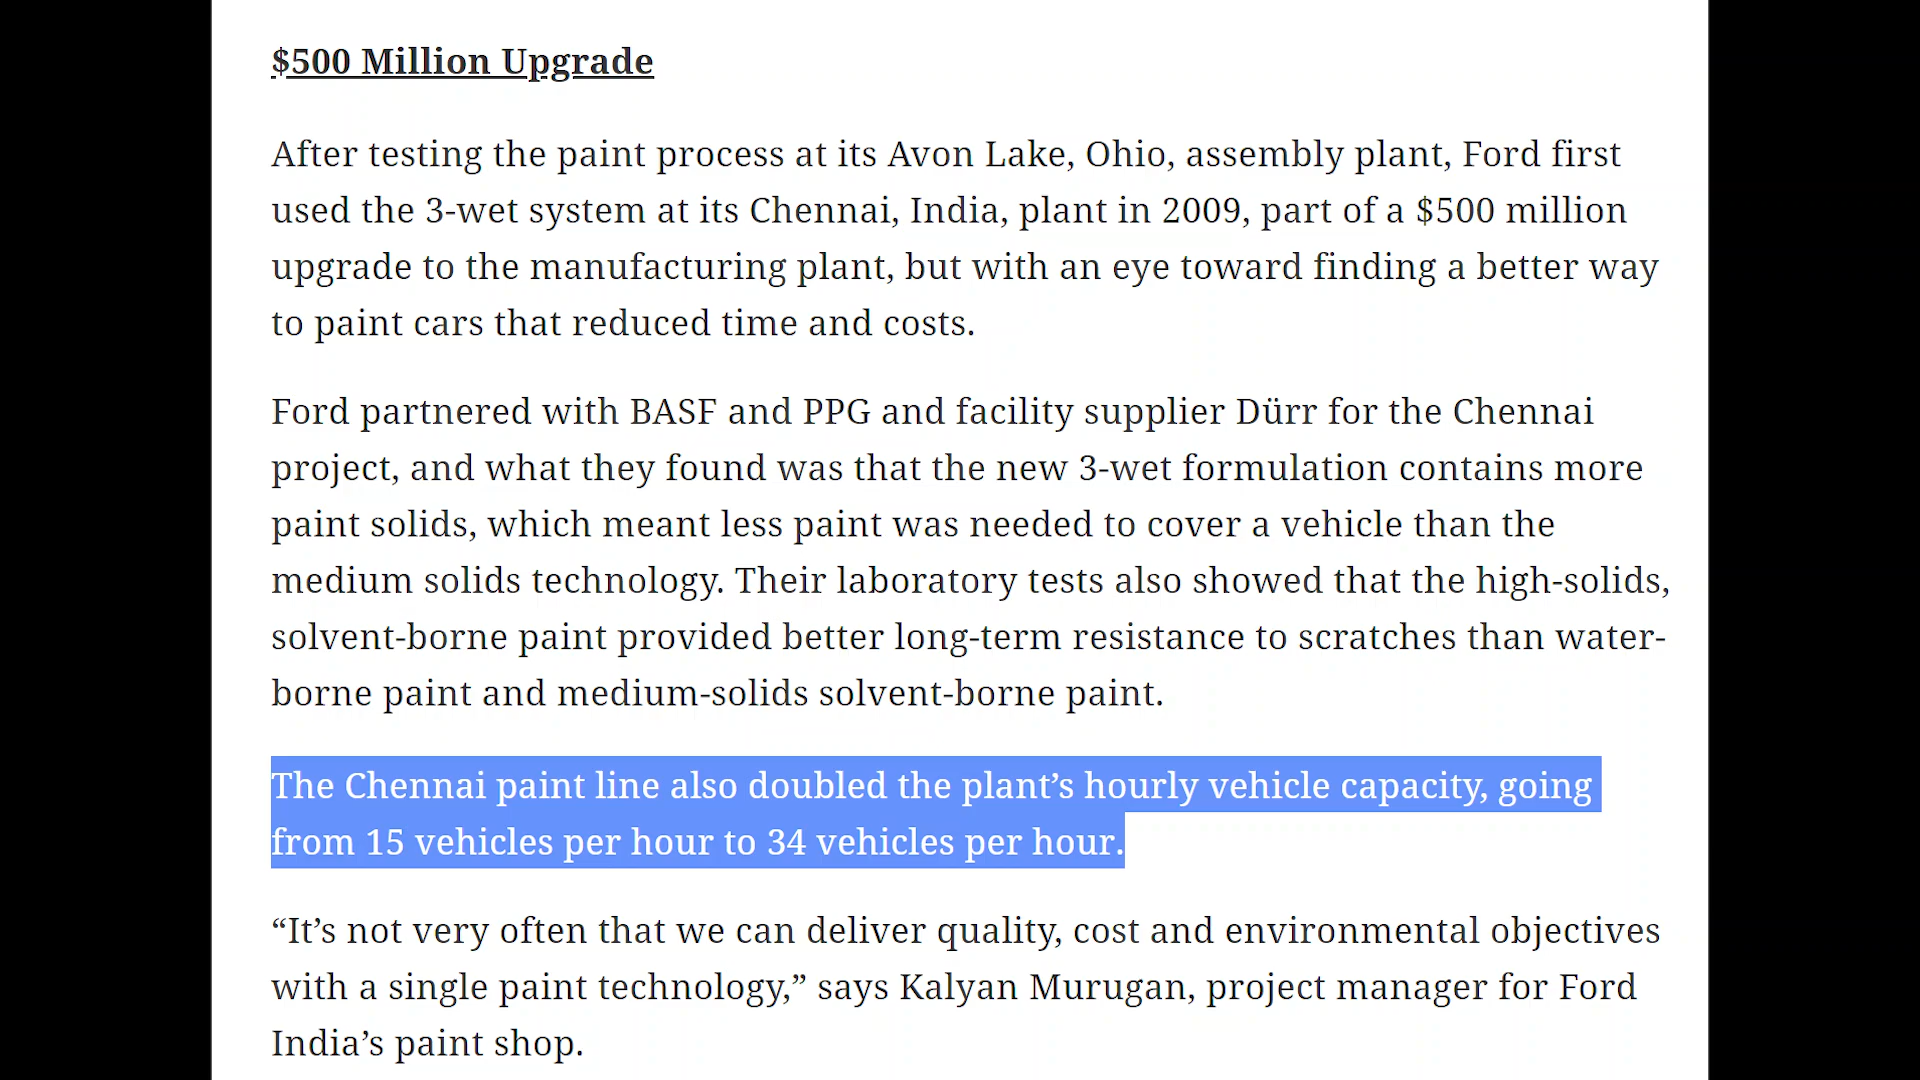 $500 Million Upgrade
After testing the paint process at its Avon Lake, Ohio, assembly plant, Ford first
used the 3-wet system at its Chennai, India, plant in 2009, part of a $500 million
upgrade to the manufacturing plant, but with an eye toward finding a better way
to paint cars that reduced time and costs.
Ford partnered with BASF and PPG and facility supplier Dürr for the Chennai
project, and what they found was that the new 3-wet formulation contains more
paint solids, which meant less paint was needed to cover a vehicle than the
medium solids technology. Their laboratory tests also showed that the high-solids,
solvent-borne paint provided better long-term resistance to scratches than water-
borne paint and medium-solids solvent-borne paint.
The Chennai paint line also doubled the plant’s hourly vehicle capacity, going
from 15 vehicles per hour to 34 vehicles per hour.
“It’s not very often that we can deliver quality, cost and environmental objectives
with a single paint technology,” says Kalyan Murugan, project manager for Ford
India’s paint shop.